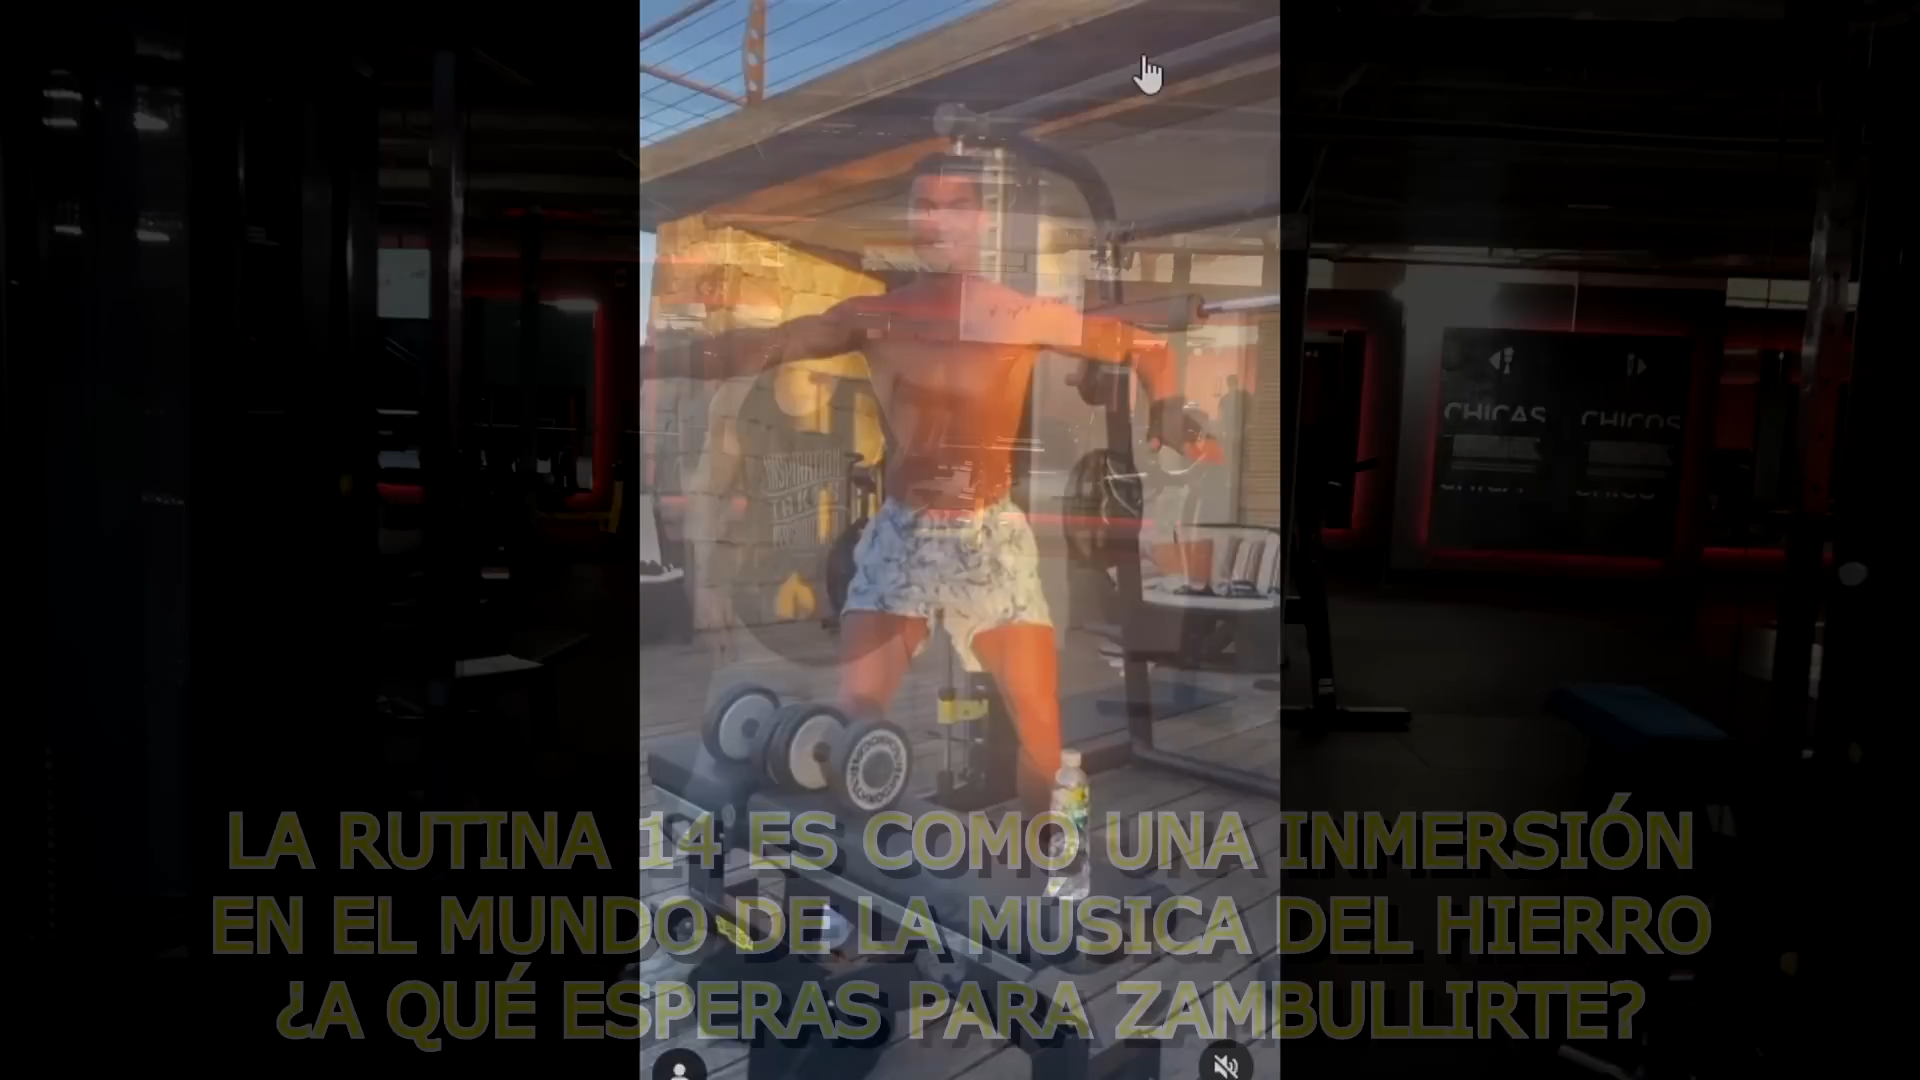 CHICAS CHICOS
INSPIRATION
LA RUTINA 14 ES COMO UNA INMERSIÓN
EN EL MUNDO DE LA MÚSICA DEL HIERRO
¿A QUÉ ESPERAS PARA ZAMBULLIRTE?